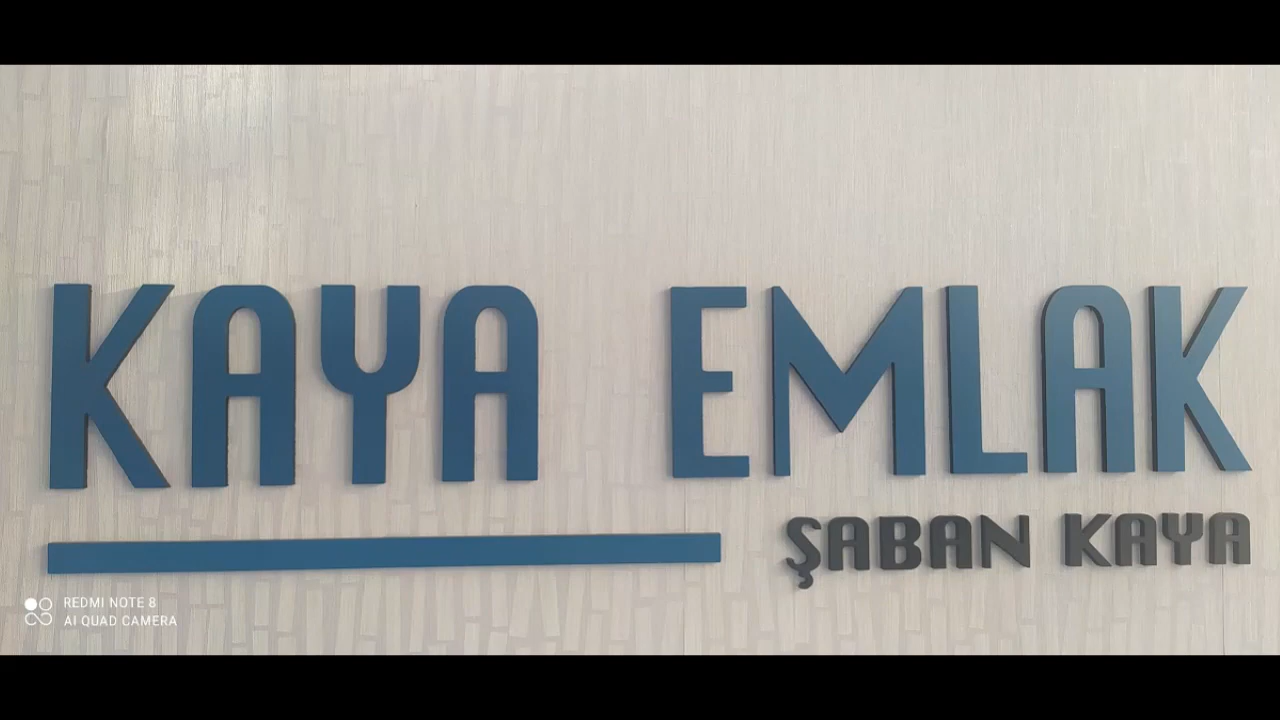 KAYA EMLAK
ŞABAN KAYA
REDMI NOTE 8
AI QUAD CAMERA